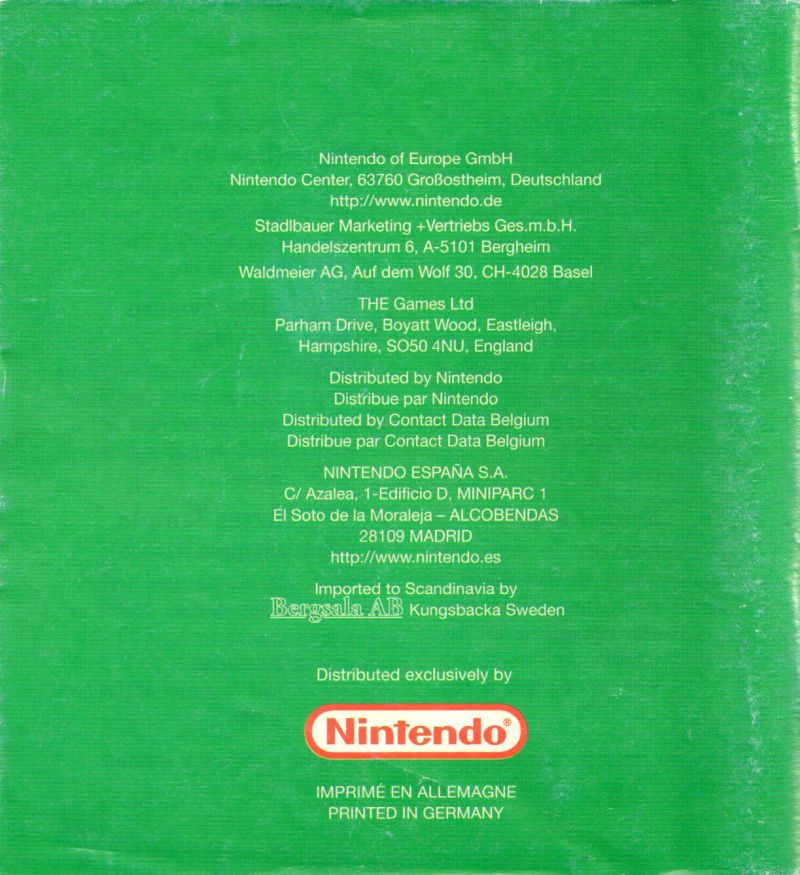 Nintendo of Europe GmbH
Nintendo Center, 63760 Großostheim, Deutschland
http://www.nintendo.de
Stadlbauer Marketing +Vertriebs Ges.m.b.H.
Handelszentrum 6, A-5101 Bergheim
Waldmeier AG, Auf dem Wolf 30, CH-4028 Basel
THE Games Ltd
Parham Drive, Boyatt Wood, Eastleigh,
Hampshire, SO50 4NU, England
Distributed by Nintendo
Distribue par Nintendo
Distributed by Contact Data Belgium
Distribue par Contact Data Belgium
NINTENDO ESPAÑA S.A.
C/ Azalea, 1-Edificio D, MINIPARC 1
El Soto de la Moraleja – ALCOBENDAS
28109 MADRID
http://www.nintendo.es
Imported to Scandinavia by
Bergsala AB Kungsbacka Sweden
Distributed exclusively by
Nintendo®
IMPRIMÉ EN ALLEMAGNE
PRINTED IN GERMANY